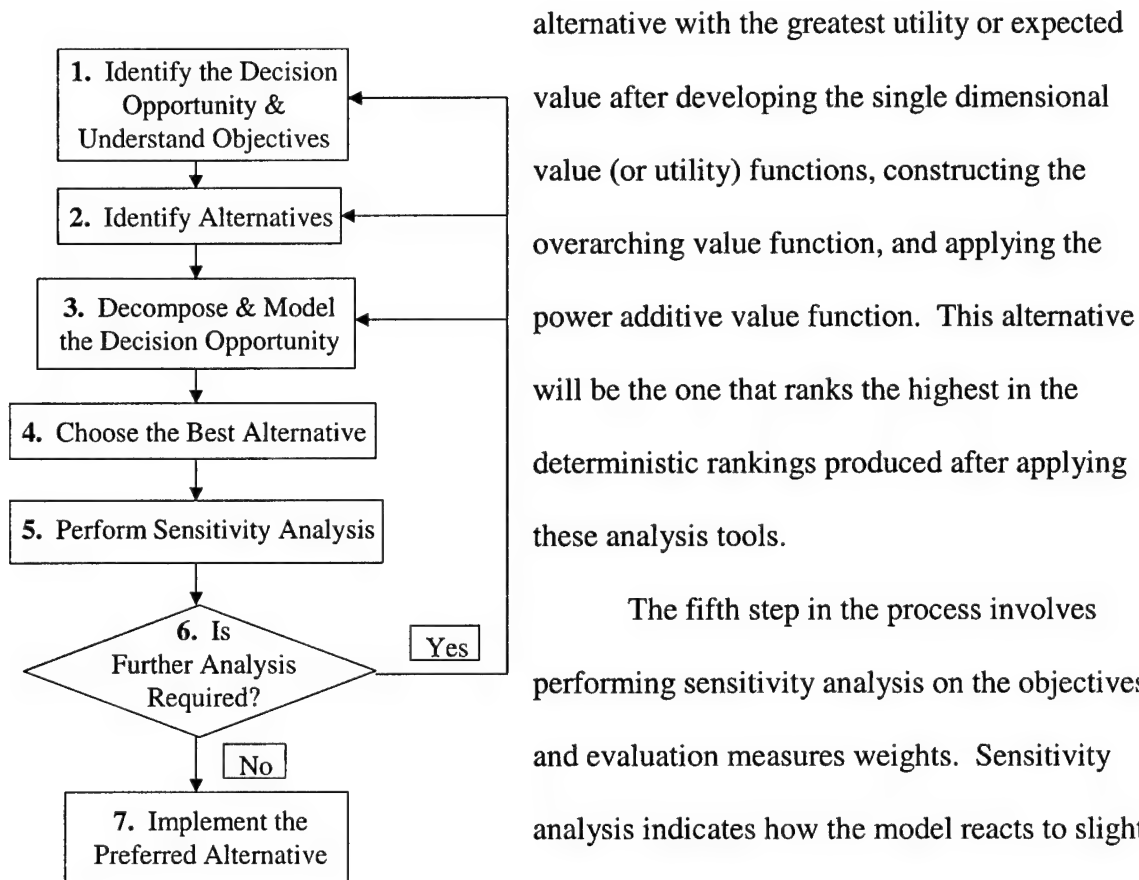 1. Identify the Decision
Opportunity &
Understand Objectives
2. Identify Alternatives
3. Decompose & Model
the Decision Opportunity
4. Choose the Best Alternative
5. Perform Sensitivity Analysis
6. Is
Further Analysis
Required?
Yes
No
7. Implement the
Preferred Alternative
alternative with the greatest utility or expected
value after developing the single dimensional
value (or utility) functions, constructing the
overarching value function, and applying the
power additive value function. This alternative
will be the one that ranks the highest in the
deterministic rankings produced after applying
these analysis tools.
The fifth step in the process involves
performing sensitivity analysis on the objectives
and evaluation measures weights. Sensitivity
analysis indicates how the model reacts to slight